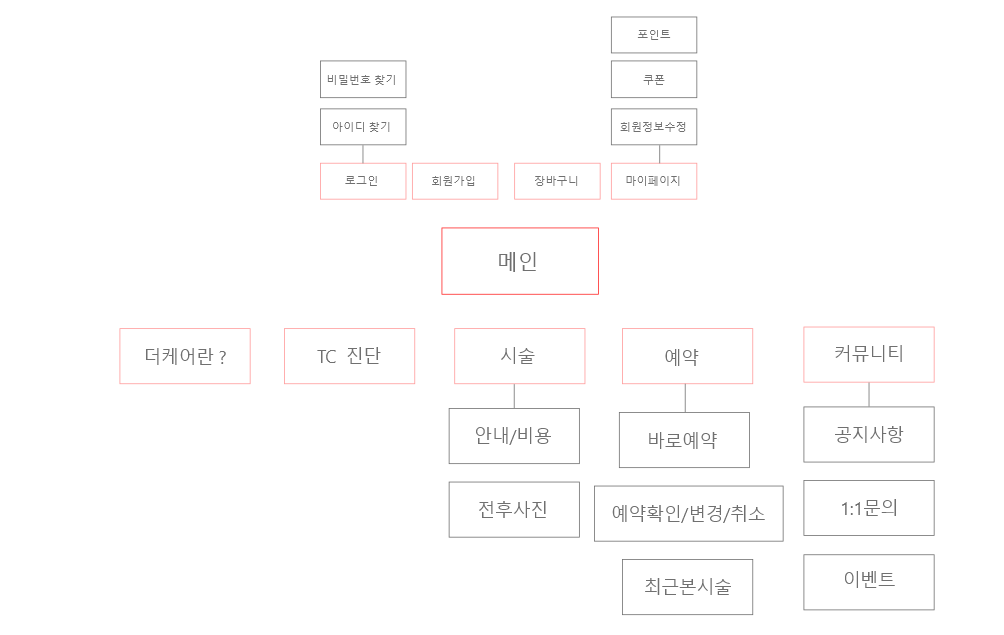 포인트
비밀번호 찾기
쿠폰
아이디 찾기
회원정보수정
로그인
회원가입
장바구니
마이페이지
메인
더케어란 ?
TC 진단
시술
예약
커뮤니티
안내/비용
바로예약
공지사항
전후사진
예약확인/변경/취소
1:1문의
최근본시술
이벤트